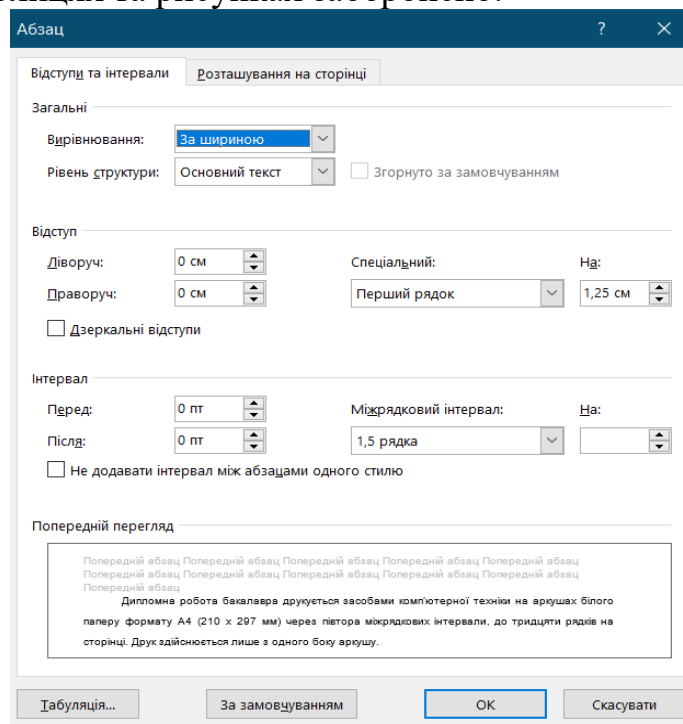 та рисунках заборонено.
Абзац ? ×
Відступи та інтервали Розташування на сторінці
Загальні
Вирівнювання: За шириною
Рівень структури: Основний текст Згорнуто за замовчуванням
Відступ
Ліворуч: 0 см Спеціальний: На:
Праворуч: 0 см Перший рядок 1,25 см
Дзеркальні відступи
Інтервал
Перед: 0 пт Міжрядковий інтервал: На:
Після: 0 пт 1,5 рядка
Не додавати інтервал між абзацами одного стилю
Попередній перегляд
Попередній абзац Попередній абзац Попередній абзац Попередній абзац Попередній абзац
Попередній абзац Попередній абзац Попередній абзац Попередній абзац Попередній абзац
Попередній абзац
Дипломна робота бакалавра друкується засобами комп'ютерної техніки на аркушах білого
паперу формату А4 (210 х 297 мм) через півтора міжрядкових інтервали, до тридцяти рядків на
сторінці. Друк здійснюється лише з одного боку аркушу.
Табуляція... За замовчуванням ОК Скасувати